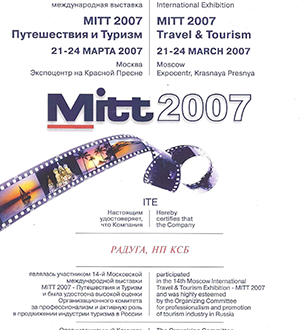 международная выставка
International Exhibition
MITT 2007
Путешествия и Туризм
MITT 2007
Travel & Tourism
21-24 МАРТА 2007
21-24 MARCH 2007
Москва
Экспоцентр на Красной Пресне
Moscow
Expocentr, Krasnaya Presnya
Mitt 2007
ITE
Настоящим
удостоверяет,
что Компания
Hereby
certifies that
the Company
РАДУГА, НП КСБ
являлась участником 14-й Московской
международной выставки
MITT 2007 - Путешествия и Туризм
и была удостоена высокой оценки
Организационного комитета
за профессионализм и активную роль
в продвижении индустрии туризма в России
participated
in the 14th Moscow International
Travel & Tourism Exhibition - MITT 2007
and was highly esteemed
by the Organizing Committee
for professionalism and promotion
of tourism industry in Russia